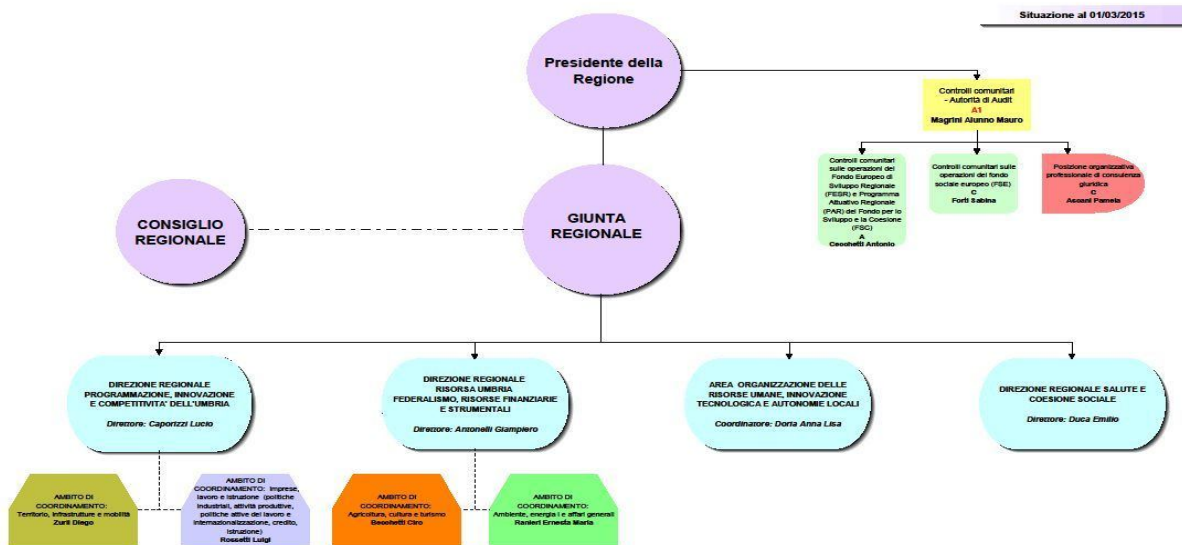 Situazione al 01/03/2015
Presidente della
Regione
Controlli comunitari
- Autorità di Audit
A1
Magrini Alunno Mauro
Controlli comunitari
sulle operazioni del
Fondo Europeo di
Sviluppo Regionale
(FESR) e Programma
Attuativo Regionale
(PAR) del Fondo per lo
Sviluppo e la Coesione
(FSC)
A
Cecchetti Antonio
Controlli comunitari sulle
operazioni del fondo
sociale europeo (FSE)
C
Forti Sabina
Posizione organizzativa
professionale di consulenza
giuridica
C
Ascani Pamela
CONSIGLIO
REGIONALE
GIUNTA
REGIONALE
DIREZIONE REGIONALE
PROGRAMMAZIONE, INNOVAZIONE
E COMPETITIVITA' DELL'UMBRIA
Direttore: Caporizzi Lucio
DIREZIONE REGIONALE
RISORSA UMBRIA
FEDERALISMO, RISORSE FINANZIARIE
E STRUMENTALI
Direttore: Antonelli Giampiero
AREA ORGANIZZAZIONE DELLE
RISORSE UMANE, INNOVAZIONE
TECNOLOGICA E AUTONOMIE LOCALI
Coordinatore: Doria Anna Lisa
DIREZIONE REGIONALE SALUTE E
COESIONE SOCIALE
Direttore: Duca Emilio
AMBITO DI
COORDINAMENTO:
Territorio, infrastrutture e mobilità
Zurli Diego
AMBITO DI
COORDINAMENTO: Imprese,
lavoro e istruzione (politiche
industriali, attività produttive,
politiche attive del lavoro e
internazionalizzazione, credito,
istruzione)
Rossetti Luigi
AMBITO DI
COORDINAMENTO:
Agricoltura, cultura e turismo
Becchetti Ciro
AMBITO DI
COORDINAMENTO:
Ambiente, energia i e affari generali
Ranieri Ernesta Maria